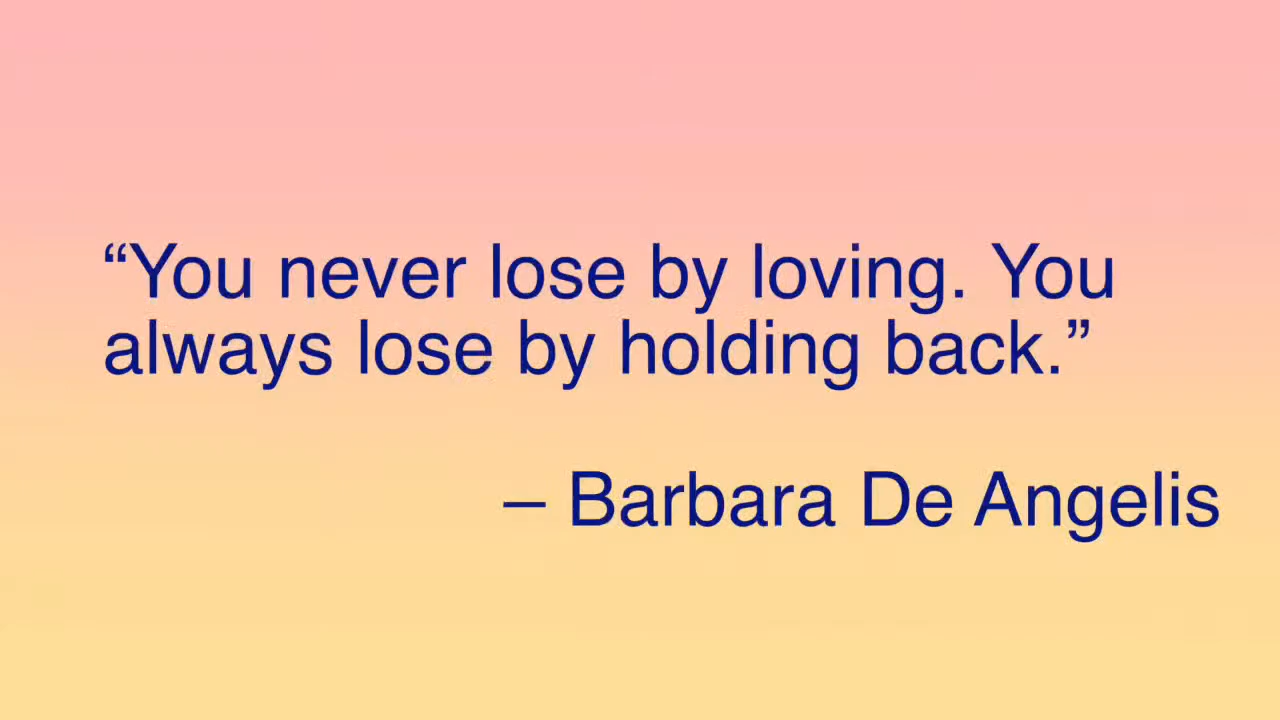 “You never lose by loving. You
always lose by holding back.”
– Barbara De Angelis